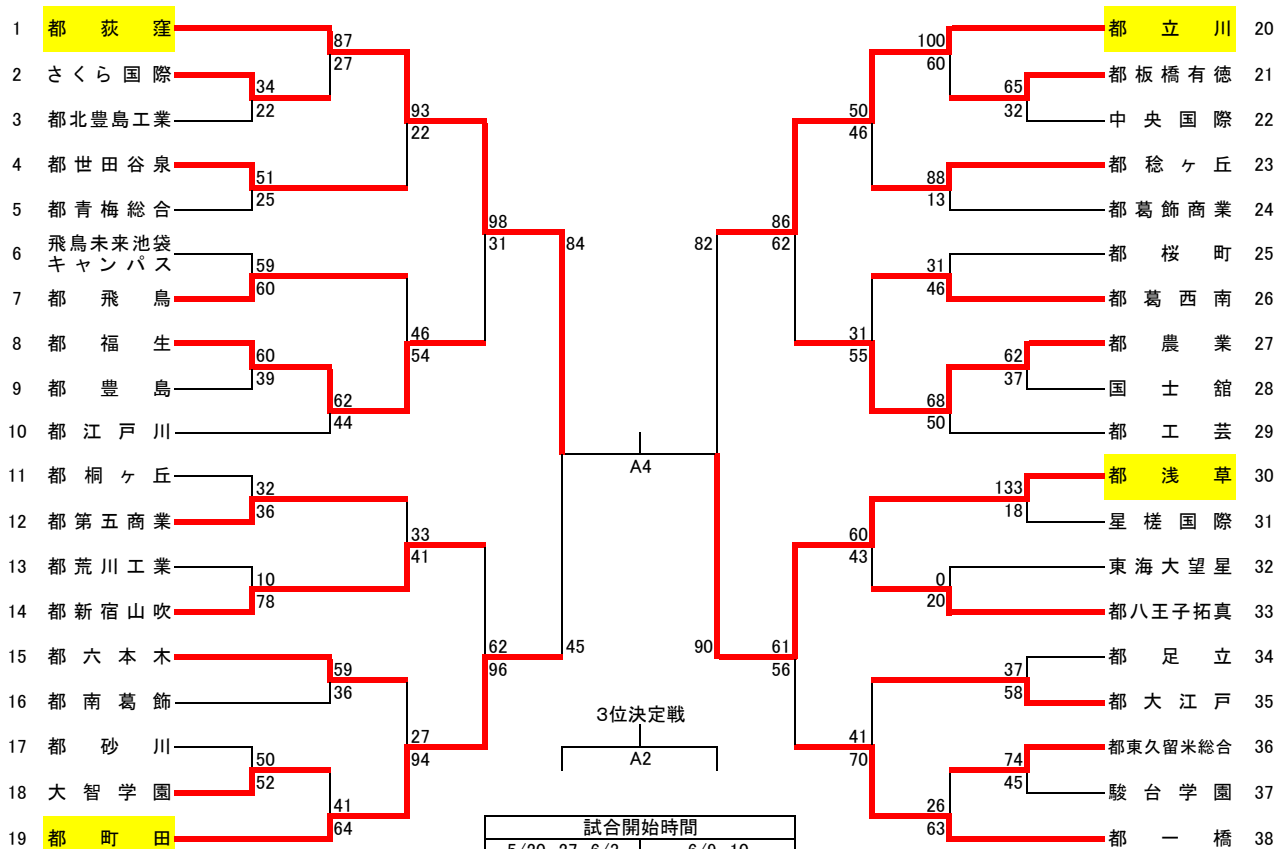 1 都荻窪
2 さくら国際
3 都北豊島工業
4 都世田谷泉
5 都青梅総合
6 飛鳥未来池袋
キャンパス
7 都飛鳥
8 都福生
9 都豊島
10 都江戸川
11 都桐ヶ丘
12 都第五商業
13 都荒川工業
14 都新宿山吹
15 都六本木
16 都南葛飾
17 都砂川
18 大智学園
19 都町田
87
27
34
22
93
22
51
25
98
31
59
60
46
54
60
39
62
44
84
32
36
33
41
10
78
62
96
45
59
36
27
94
50
52
41
64
A4
3位決定戦
A2
試合開始時間
100
60
65
32
50
46
88
13
86
62
82
31
46
31
55
62
37
68
50
133
18
60
43
0
20
90
61
56
37
58
41
70
74
45
26
63
都立川 20
都板橋有徳 21
中央国際 22
都稔ヶ丘 23
都葛飾商業 24
都桜町 25
都葛西南 26
都農業 27
国士舘 28
都工芸 29
都浅草 30
星槎国際 31
東海大望星 32
都八王子拓真 33
都足立 34
都大江戸 35
都東久留米総合 36
駿台学園 37
都一橋 38